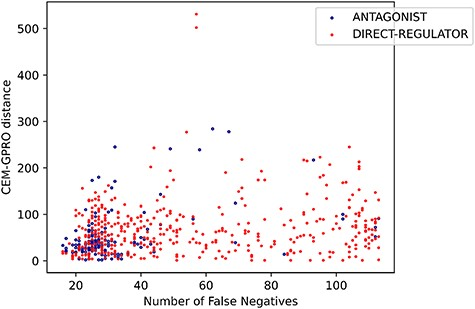 ANTAGONIST
DIRECT-REGULATOR
500
400
300
200
100
0
CEM-GPRO distance
20 40 60 80 100
Number of False Negatives